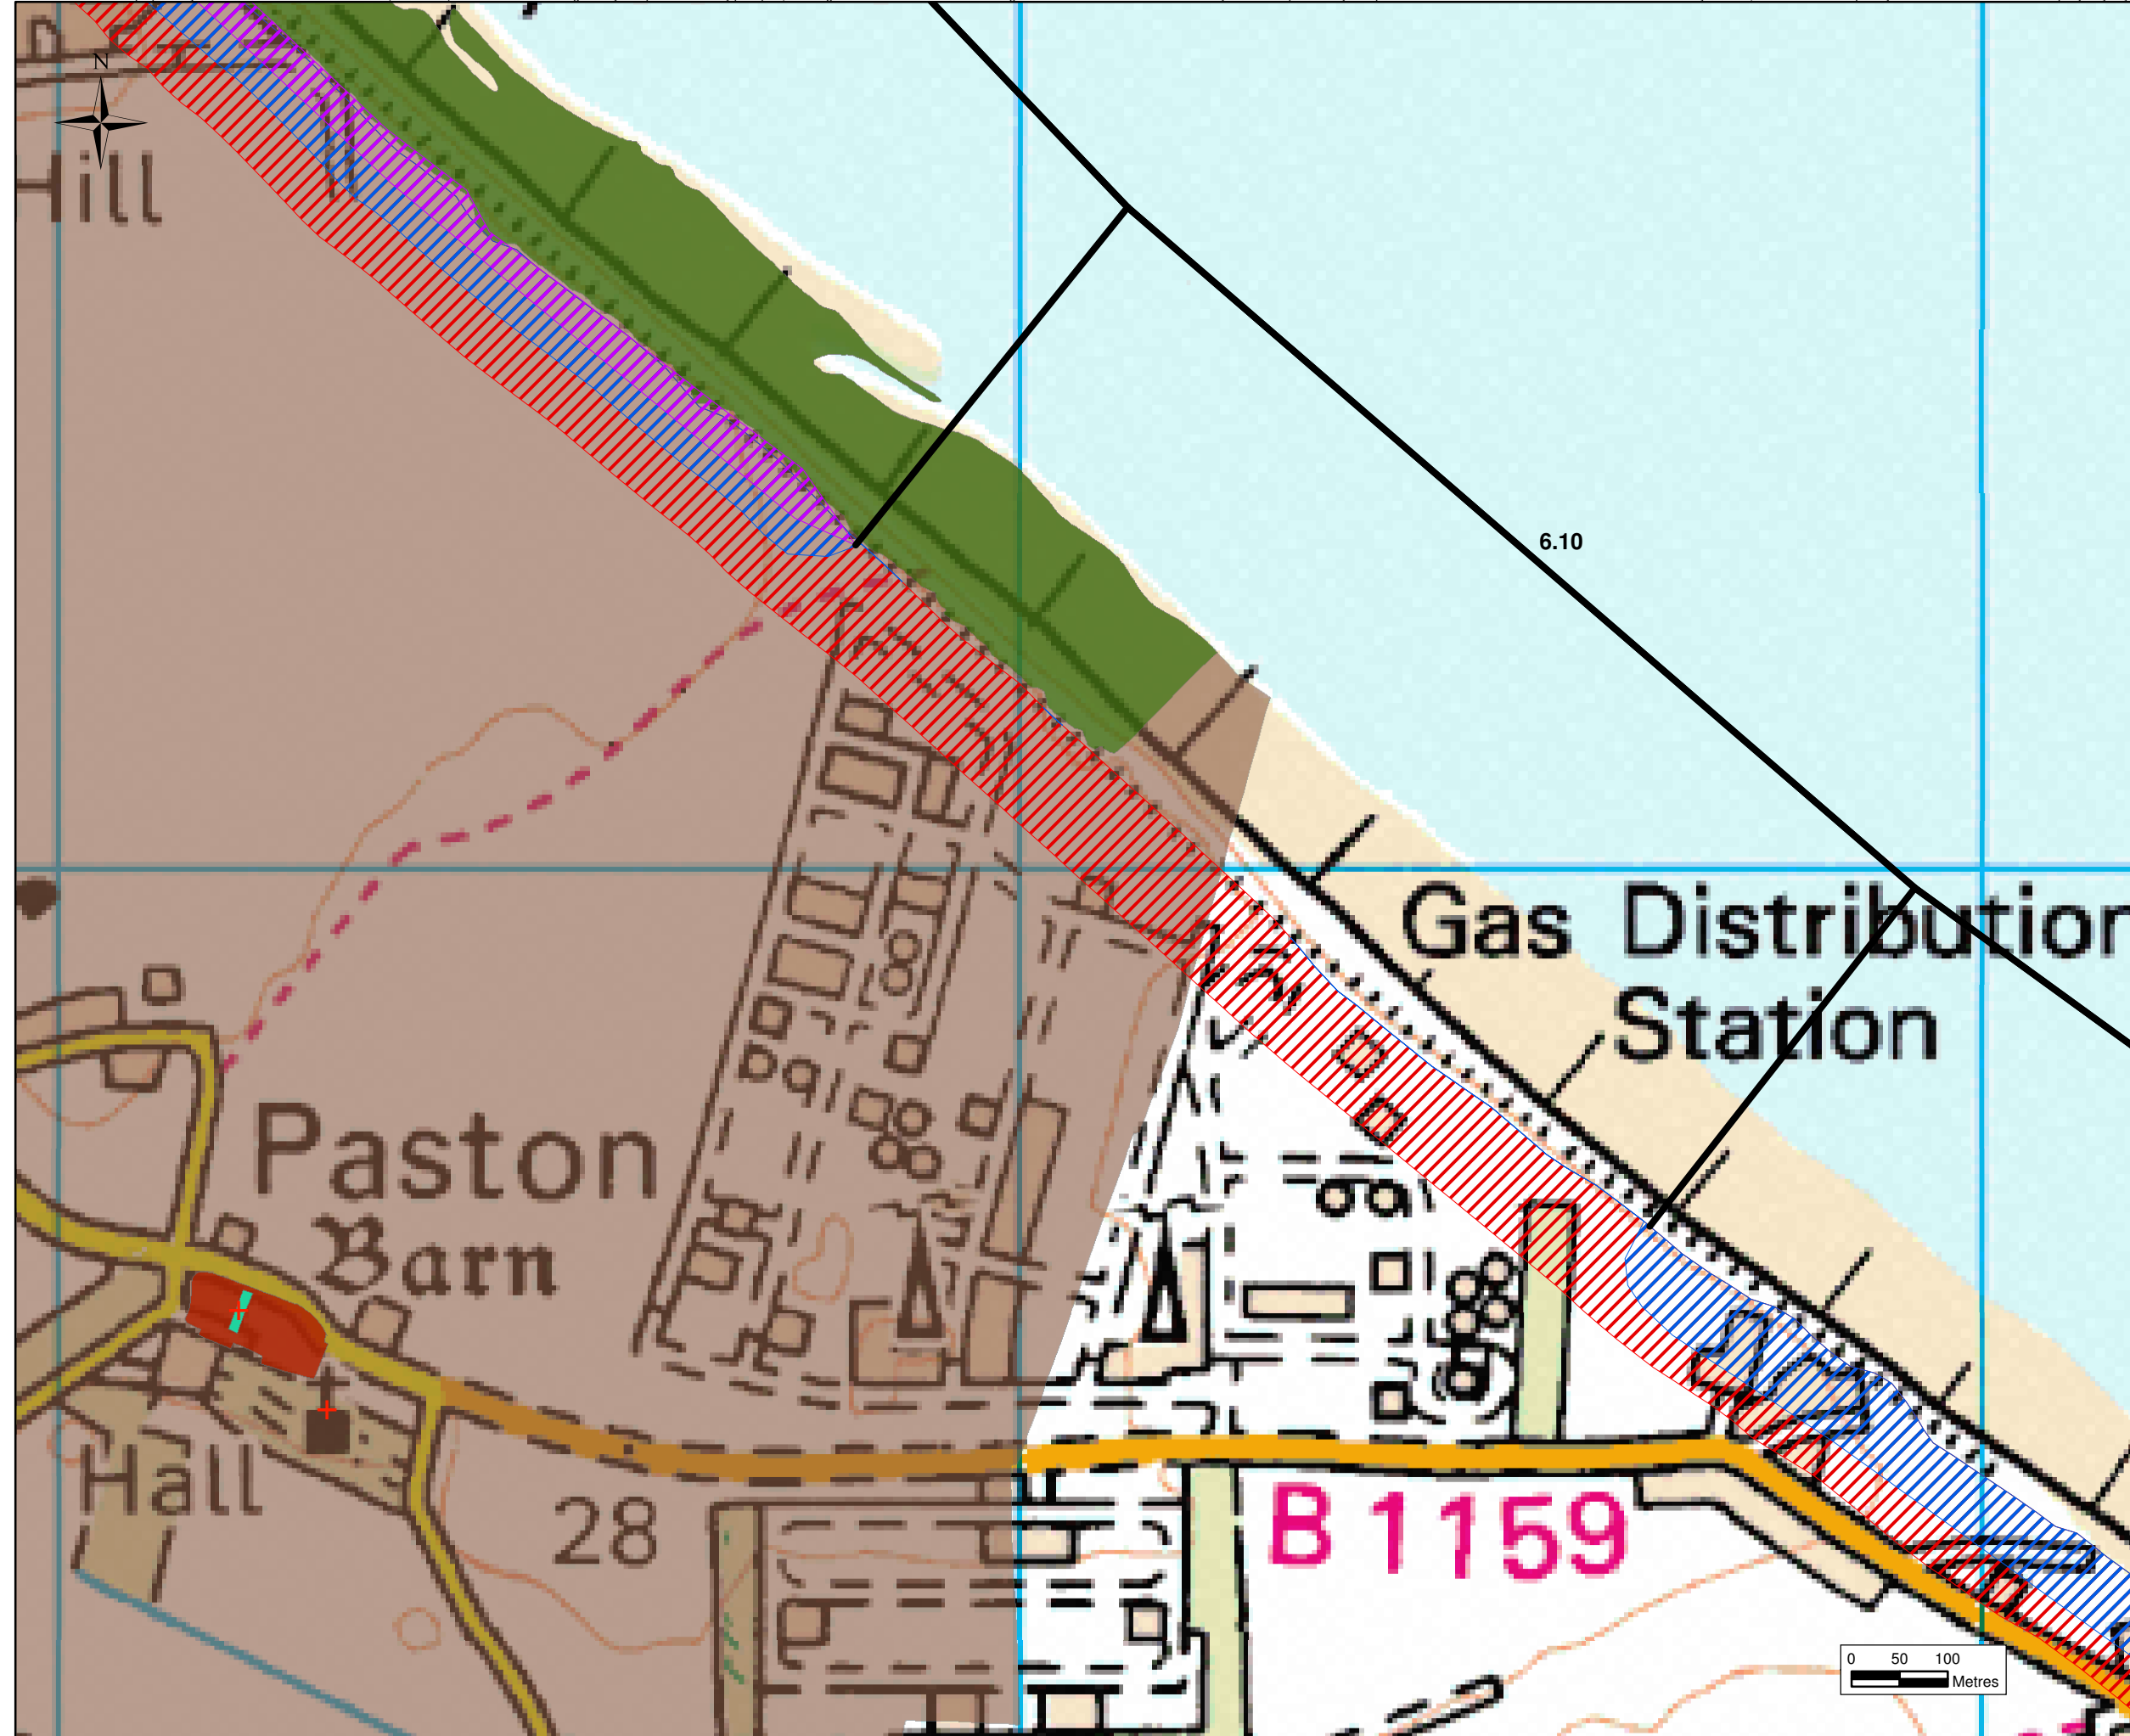 N
Hill
6.10
Gas Distribution
Station
Paston
Barn
Hall
28
B 1159
0 50 100
Metres